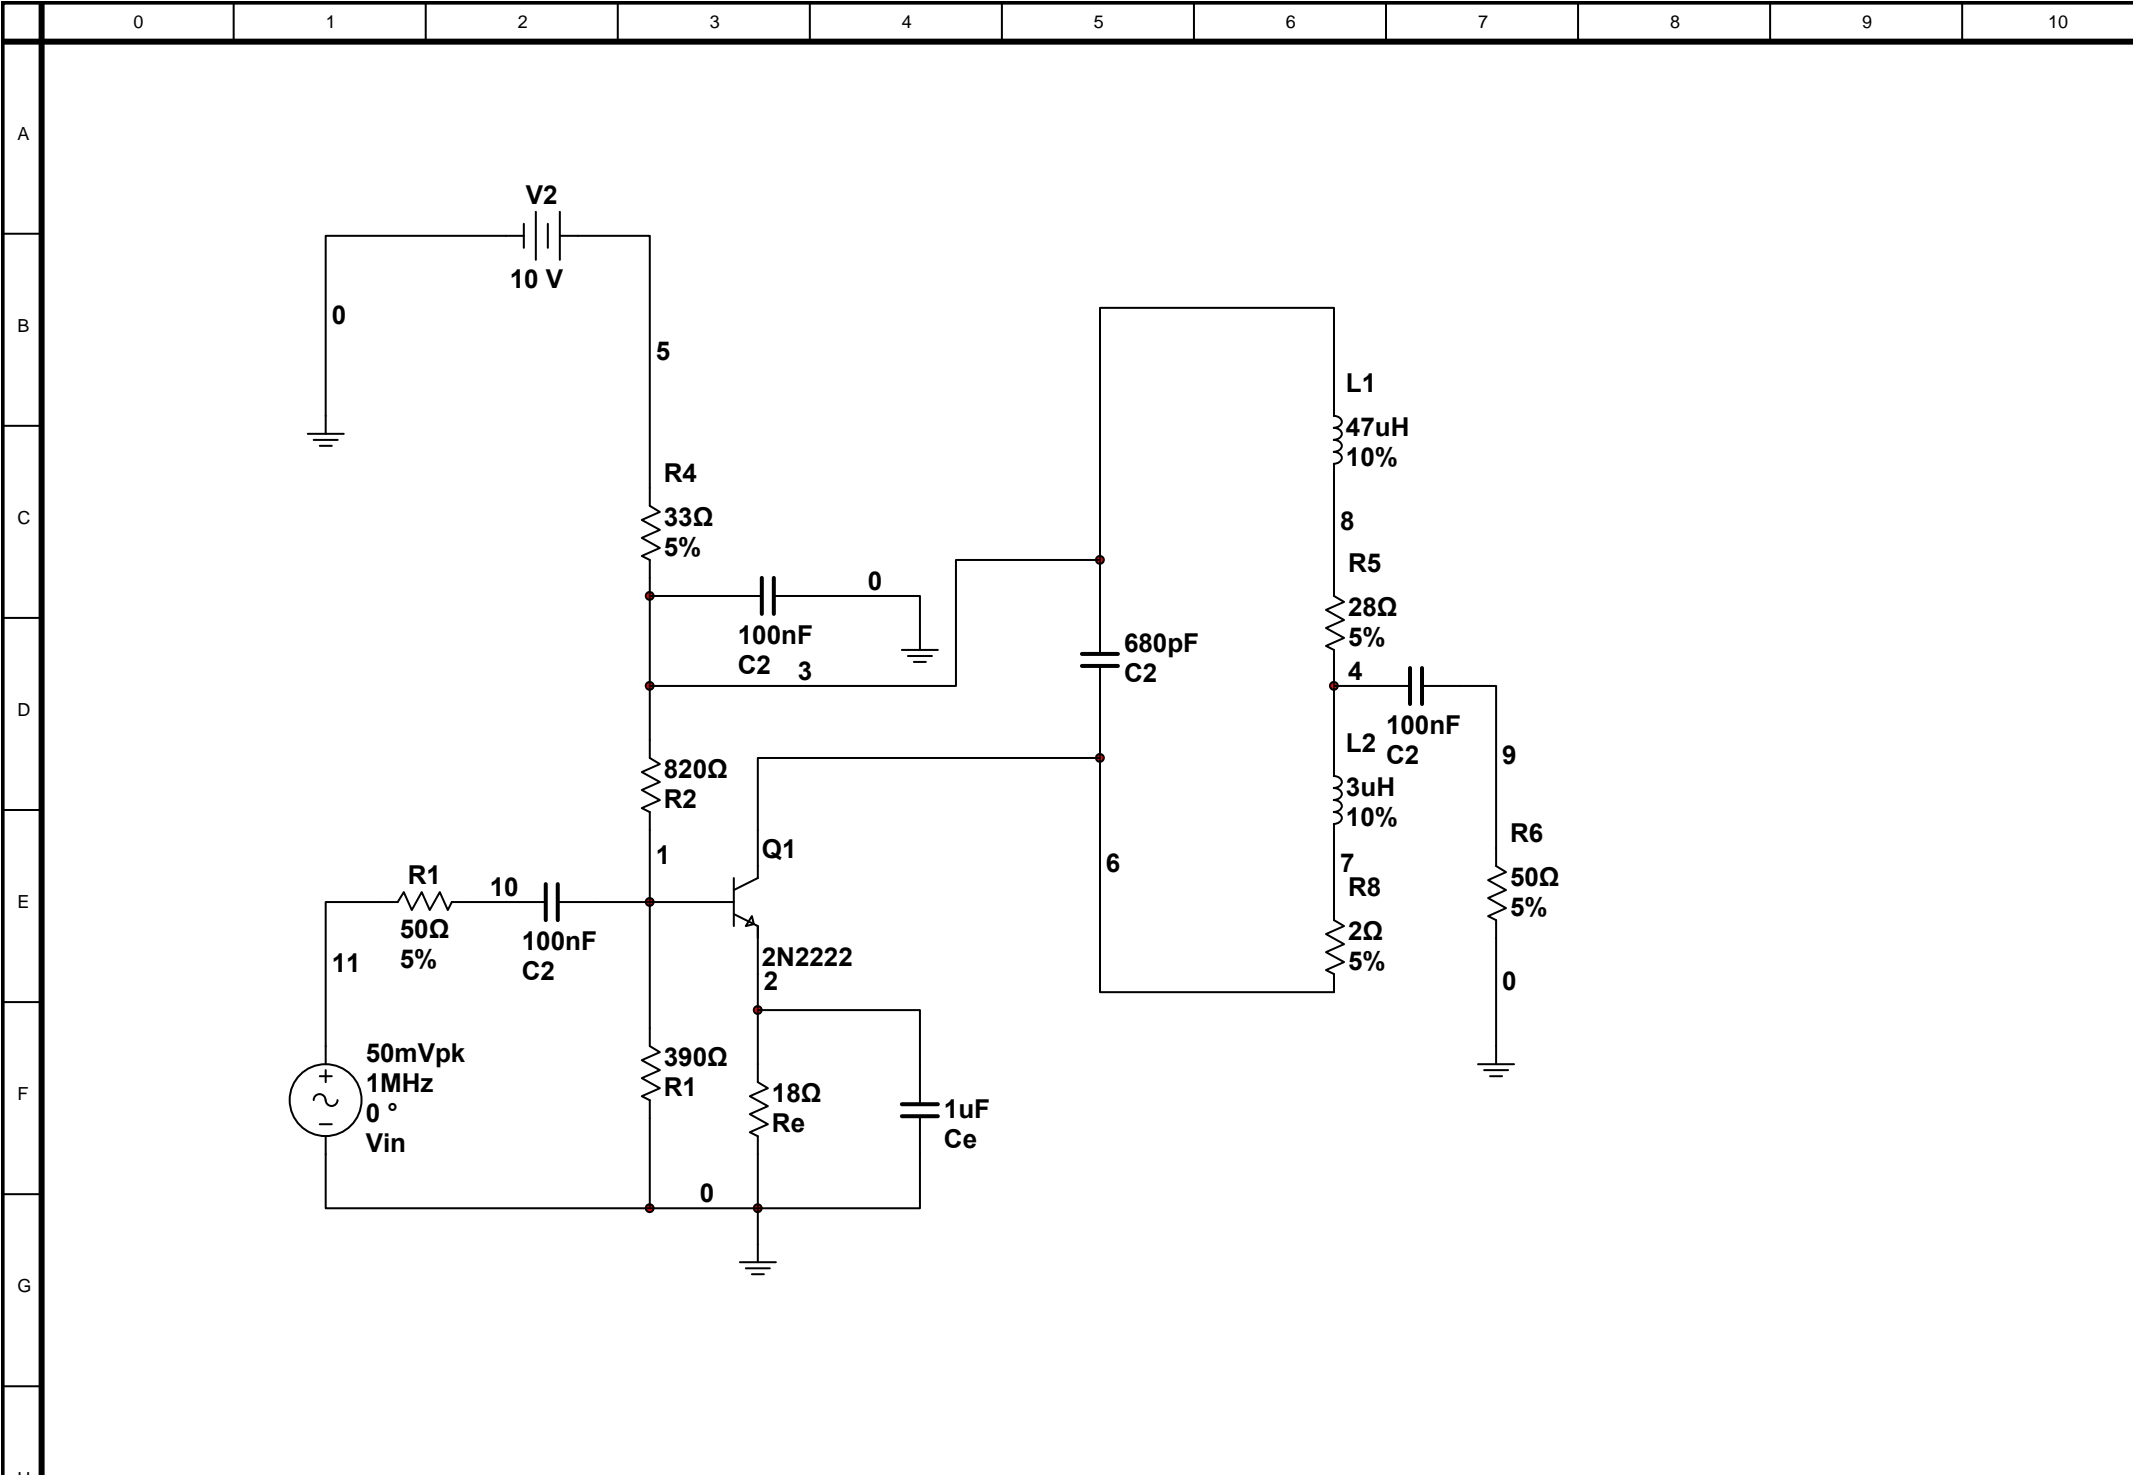 0 1 2 3 4 5 6 7 8 9 10
A
V2
10 V
B
0
5
L1
47uH
10%
R4
33Ω
5%
C
8
R5
28Ω
5%
0
100nF
C2
3
680pF
C2
4
100nF
C2
D
L2
3uH
10%
9
820Ω
R2
Q1
1
6
7
R8
2Ω
5%
R6
50Ω
5%
E
R1
50Ω
5%
10
100nF
C2
11
2N2222
2
0
50mVpk
1MHz
0 °
Vin
390Ω
R1
18Ω
Re
1uF
Ce
F
0
G